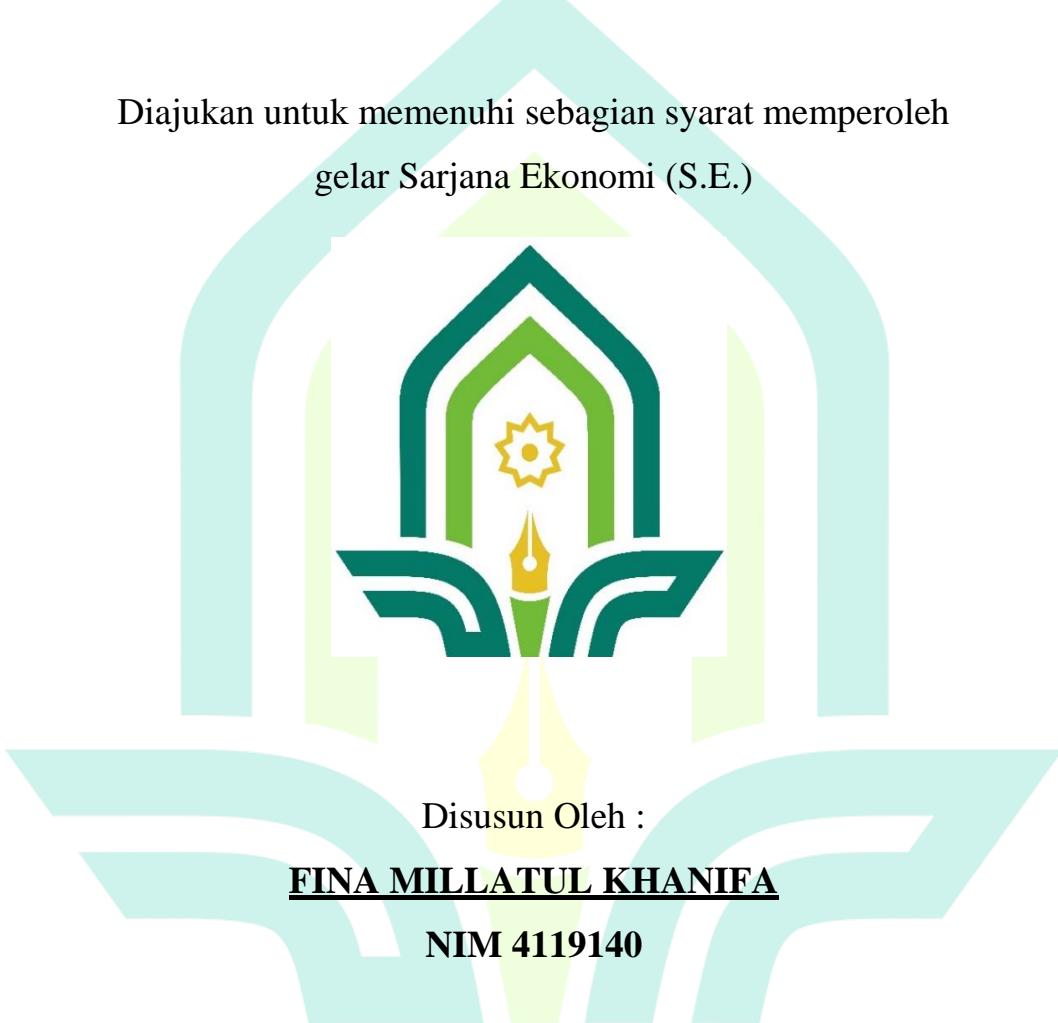 Diajukan untuk memenuhi sebagian syarat memperoleh
gelar Sarjana Ekonomi (S.E.)
Disusun Oleh :
FINA MILLATUL KHANIFA
NIM 4119140